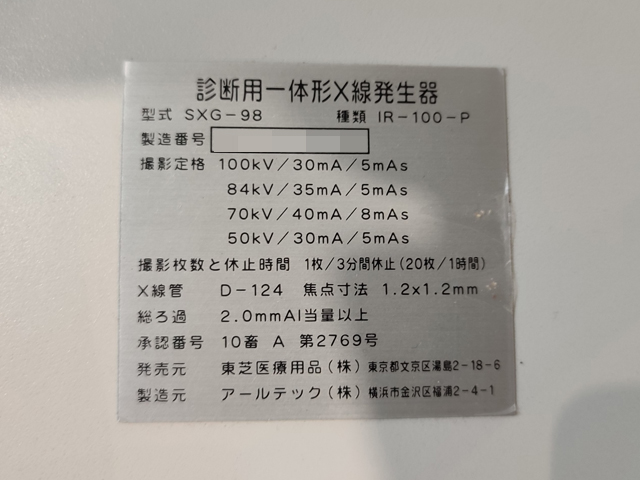 診断用一体形X線発生器
型式 SXG-98 種類 IR-100-P
製造番号
撮影定格 100kV/30mA/5mAs
84kV/35mA/5mAs
70kV/40mA/8mAs
50kV/30mA/5mAs
撮影枚数と休止時間 1枚/3分間休止(20枚/1時間)
X線管 D-124 焦点寸法 1.2x1.2mm
総ろ過 2.0mmAl当量以上
承認番号 10畜 A 第2769号
発売元 東芝医療用品(株) 東京都文京区湯島2-18-6
製造元 アールテック(株) 横浜市金沢区福浦2-4-1